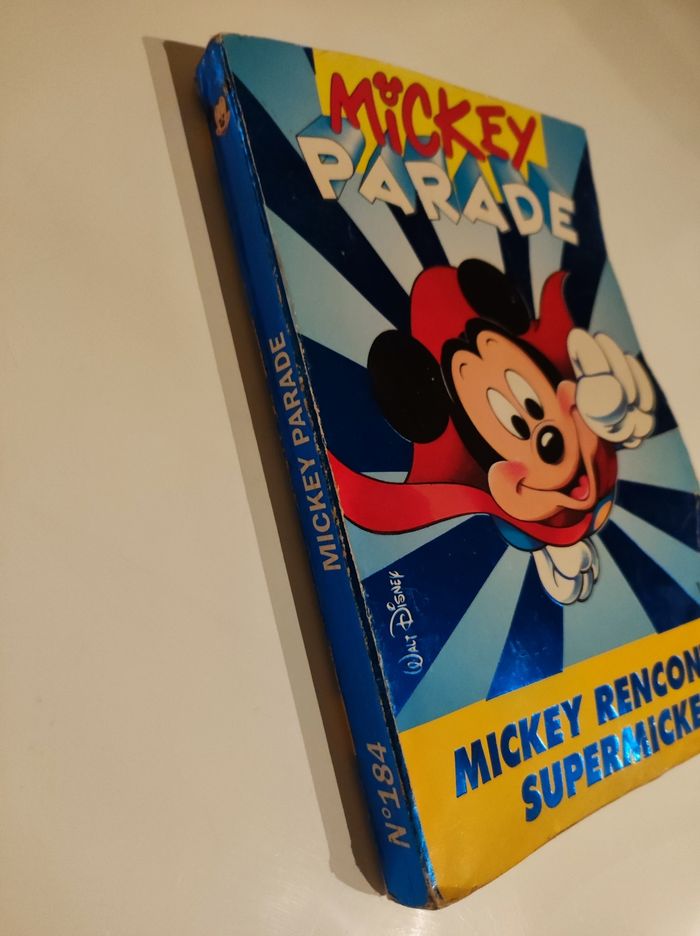 MICKEY
PARADE
MICKEY PARADE
N°184
WALT DISNEY
MICKEY RENCON
SUPERMICKE